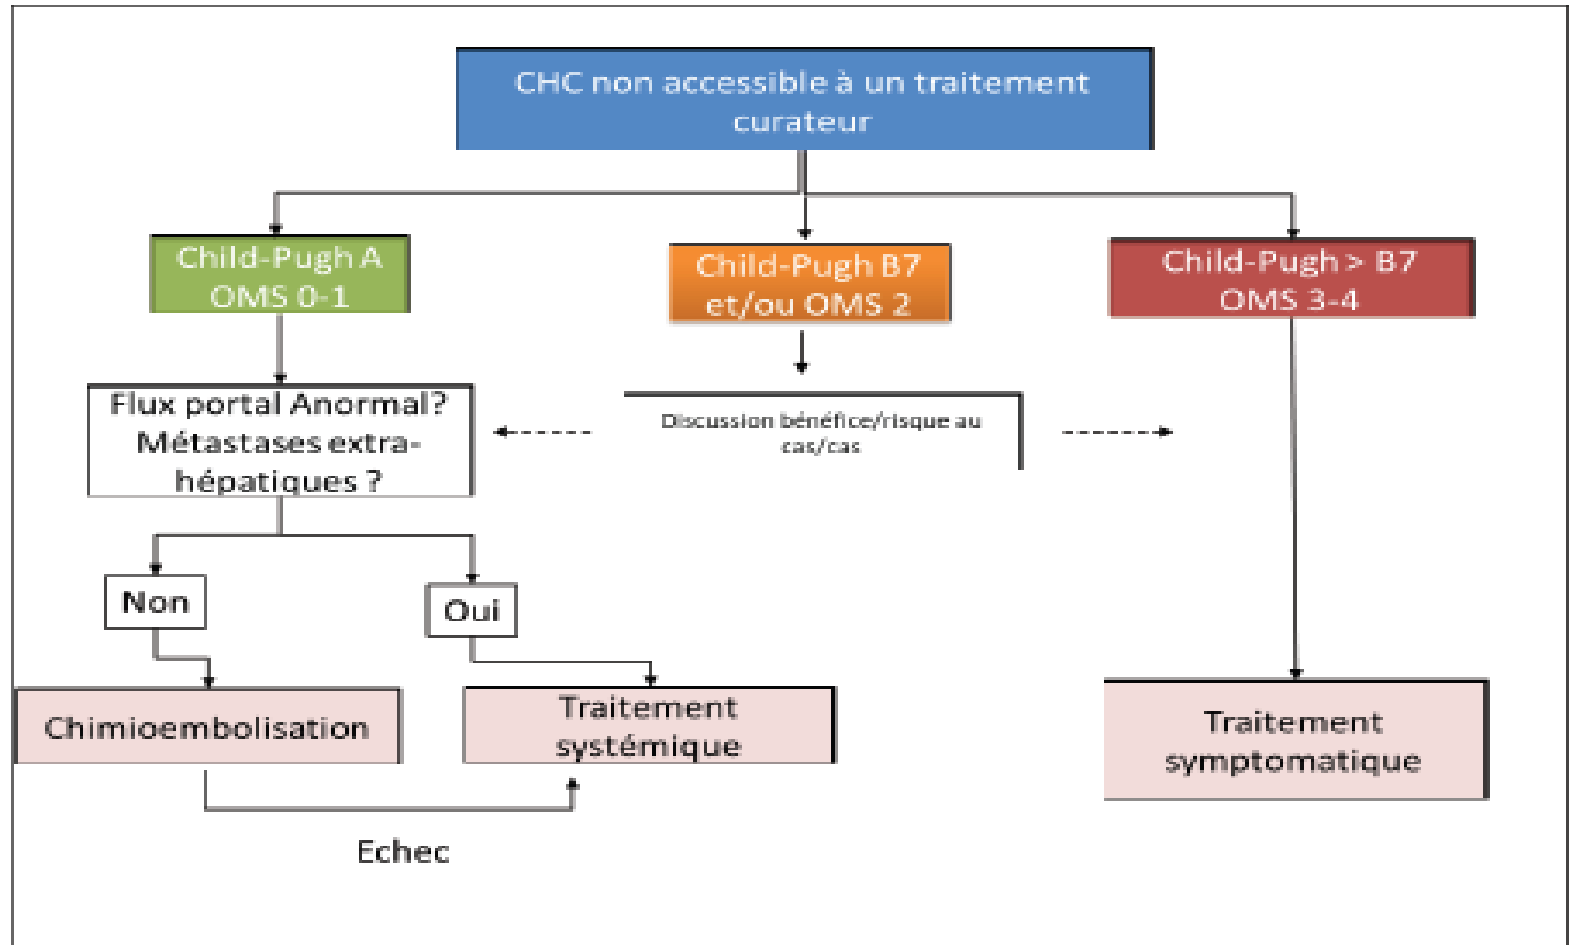 CHC non accessible à un traitement
curateur
Child-Pugh A
OMS 0-1
Child-Pugh B7
et/ou OMS 2
Child-Pugh > B7
OMS 3-4
Flux portal Anormal?
Métastases extra-
hépatiques ?
Discussion bénéfice/risque au
cas/cas
Non
Oui
Chimioembolisation
Traitement
systémique
Traitement
symptomatique
Echec